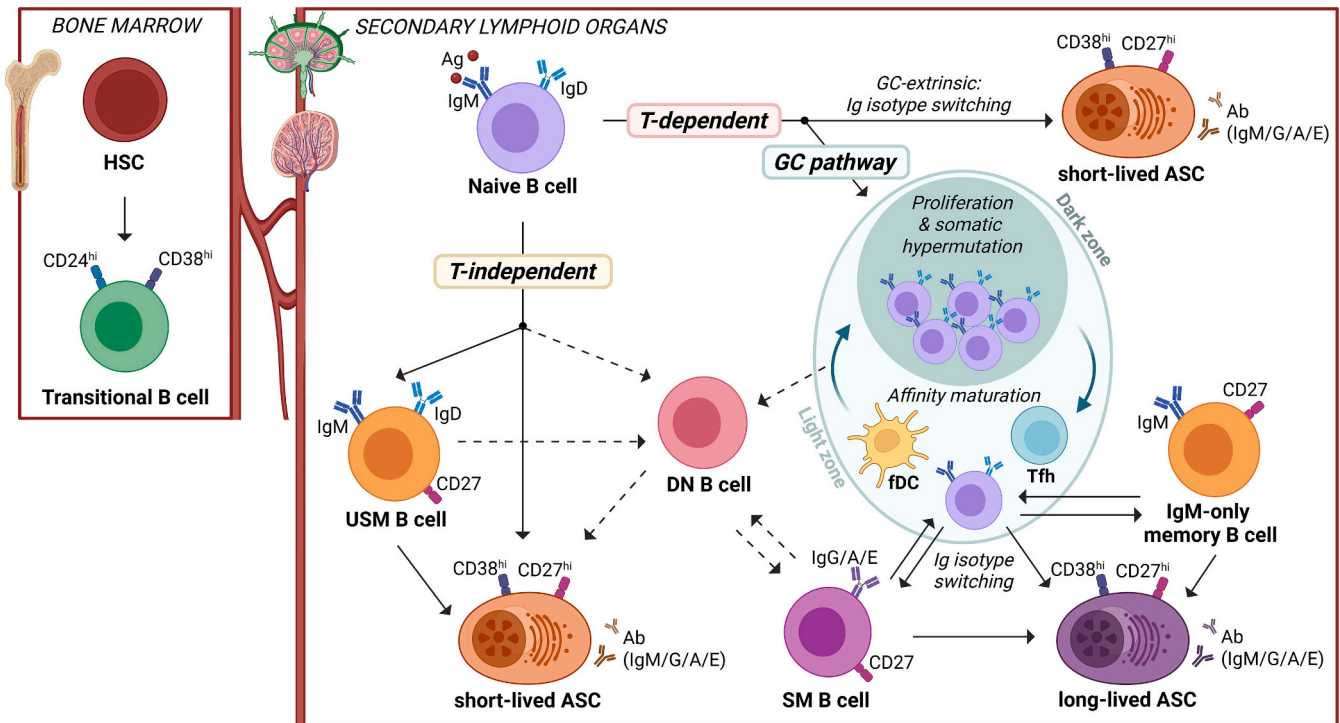 BONE MARROW
HSC
CD24hi
CD38hi
Transitional B cell
SECONDARY LYMPHOID ORGANS
Ag
IgM
IgD
Naive B cell
T-dependent
GC-extrinsic:
Ig isotype switching
CD38hi
CD27hi
Ab
(IgM/G/A/E)
short-lived ASC
GC pathway
T-independent
Dark zone
Proliferation
& somatic
hypermutation
Affinity maturation
Light zone
fDC
Tfh
IgM
IgD
CD27
USM B cell
DN B cell
IgM
CD27
IgM-only
memory B cell
Ig isotype
switching
CD38hi
CD27hi
Ab
(IgM/G/A/E)
short-lived ASC
IgG/A/E
CD27
SM B cell
CD38hi
CD27hi
Ab
(IgM/G/A/E)
long-lived ASC